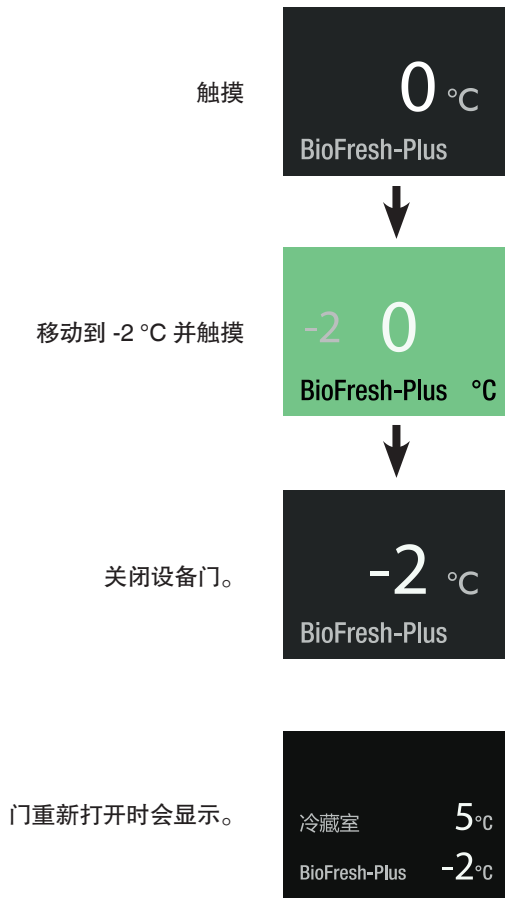 触摸
0 °C
BioFresh-Plus
移动到 -2 °C 并触摸
-2 0
BioFresh-Plus °C
关闭设备门。
-2 °C
BioFresh-Plus
门重新打开时会显示。
冷藏室 5°C
BioFresh-Plus -2°C